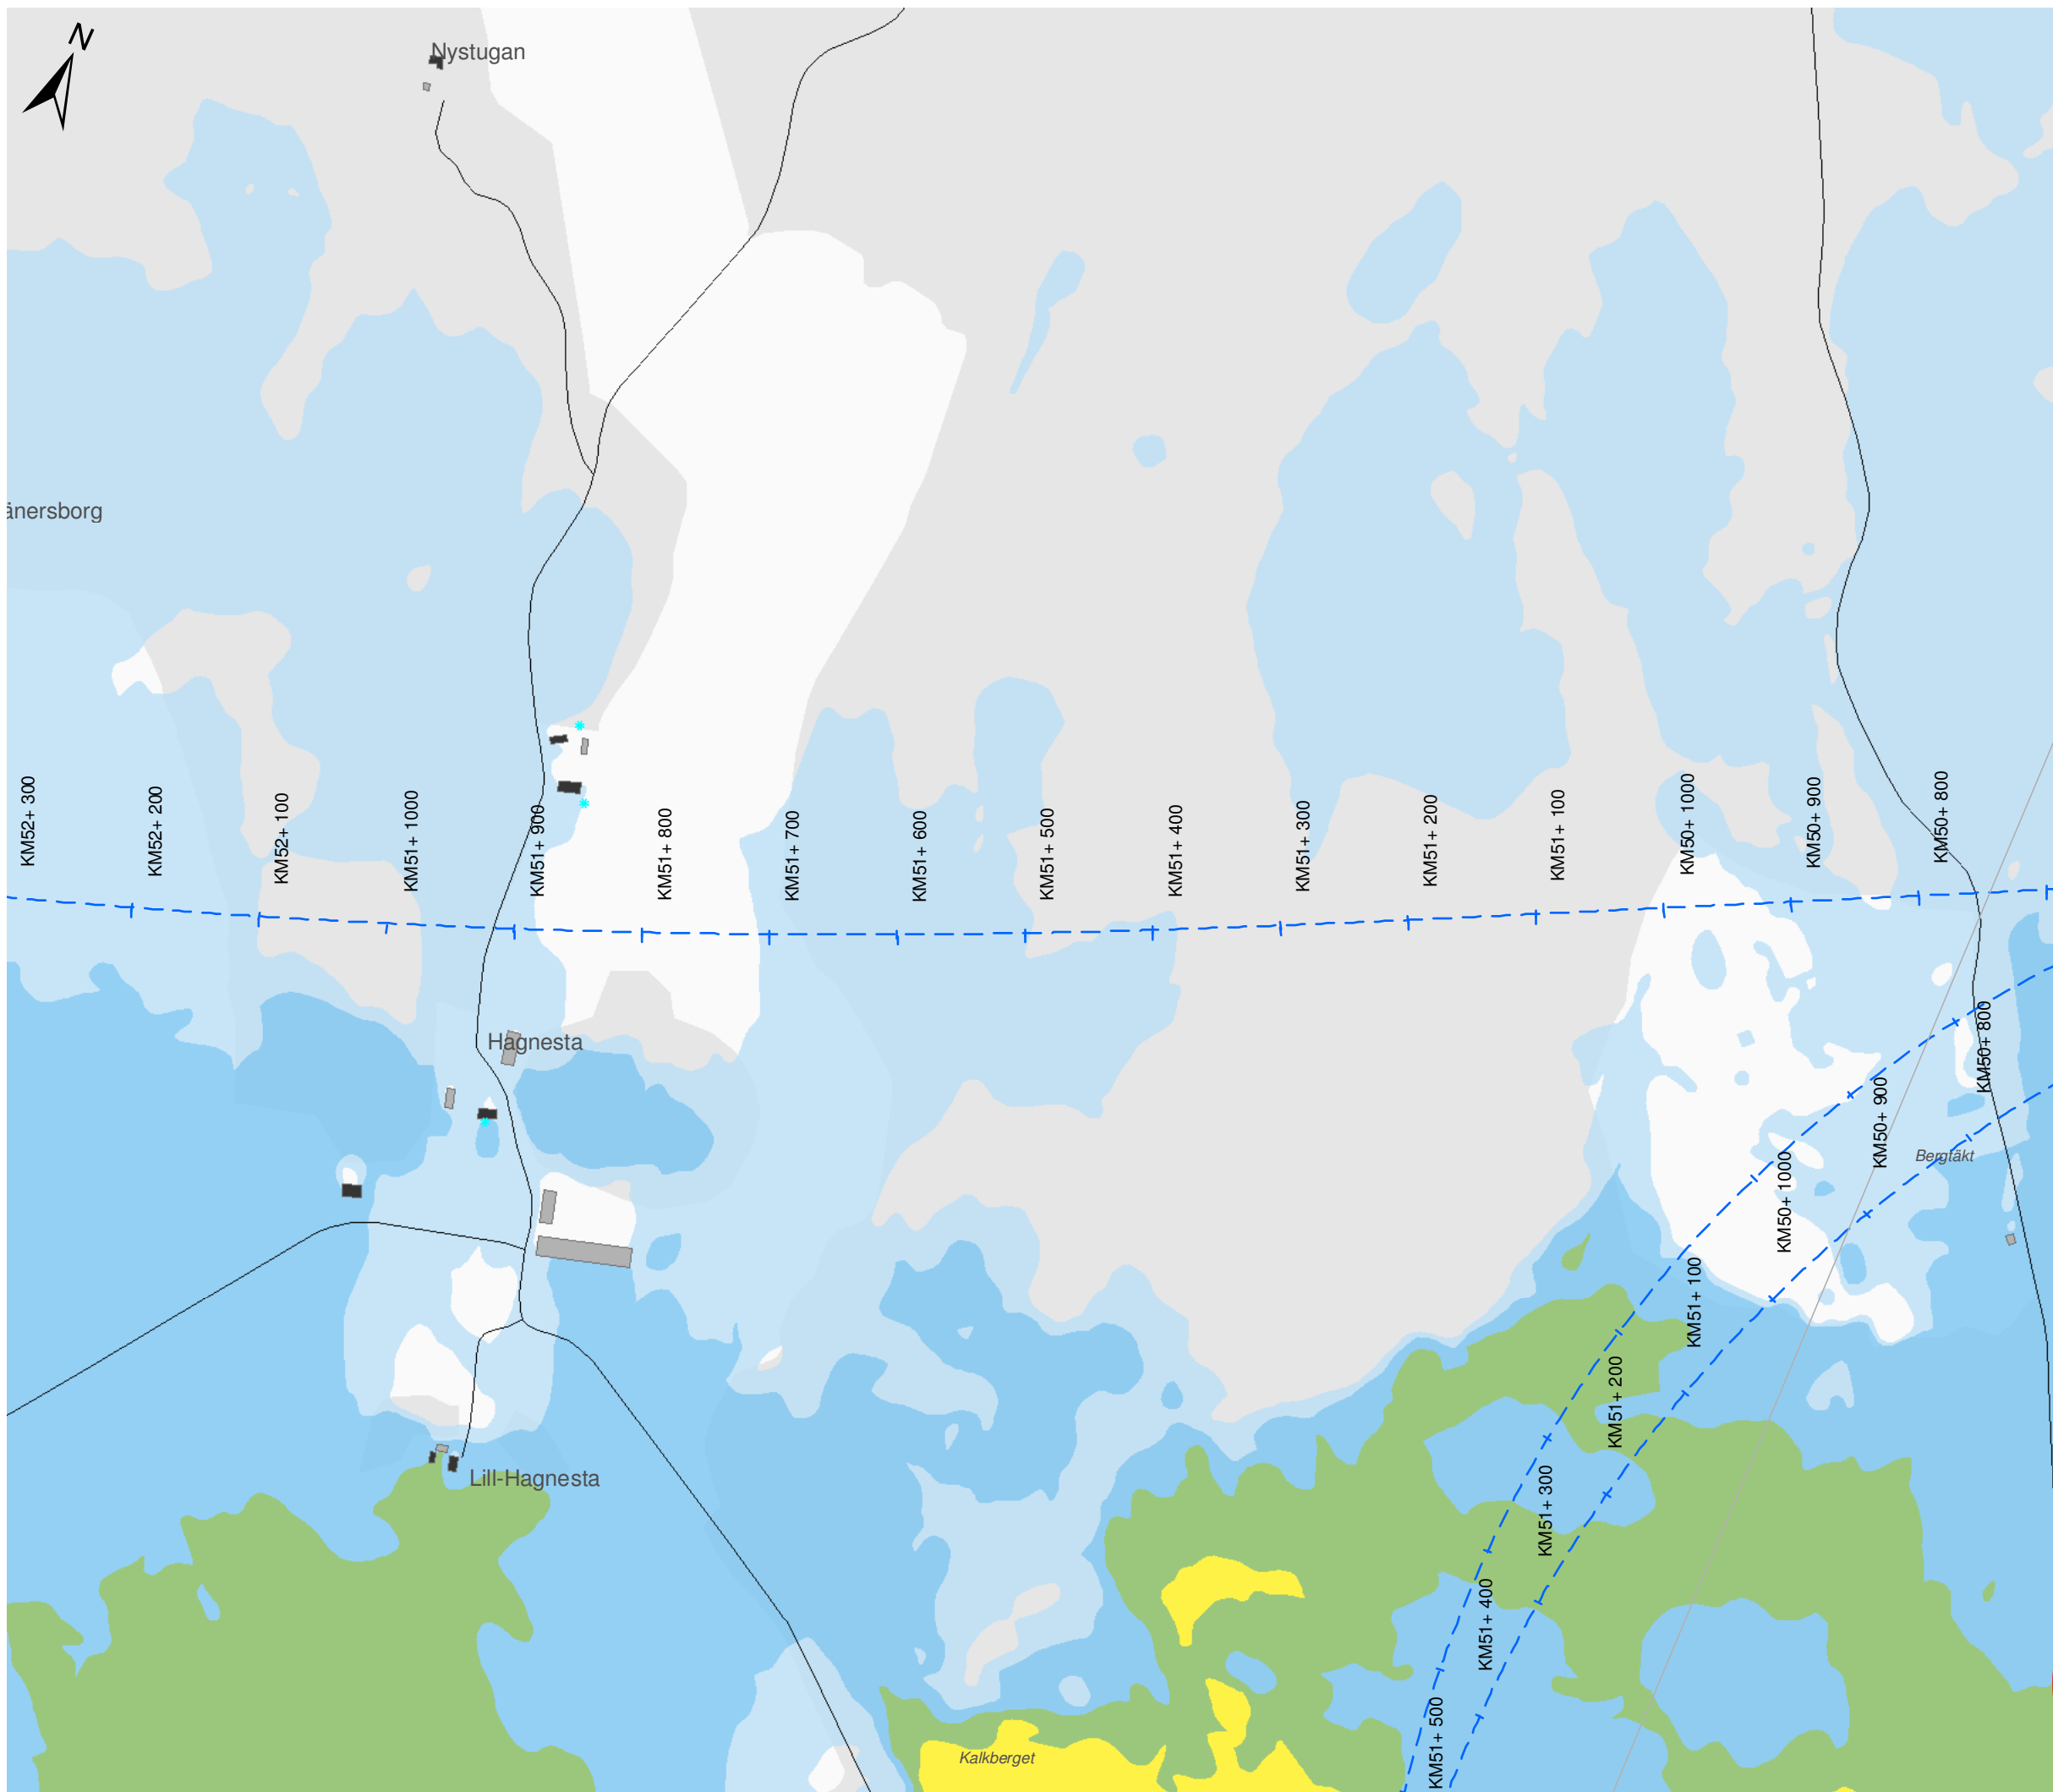 N
Nystugan
änersborg
KM52+ 300
KM52+ 200
KM52+ 100
KM51+ 1000
KM51+ 900
KM51+ 800
KM51+ 700
KM51+ 600
KM51+ 500
KM51+ 400
KM51+ 300
KM51+ 200
KM51+ 100
KM50+ 1000
KM50+ 900
KM50+ 800
Hagnesta
KM50+ 800
KM50+ 900
Bergtäkt
KM50+ 1000
KM51+ 100
KM51+ 200
Lill-Hagnesta
KM51+ 300
KM51+ 400
KM51+ 500
Kalkberget